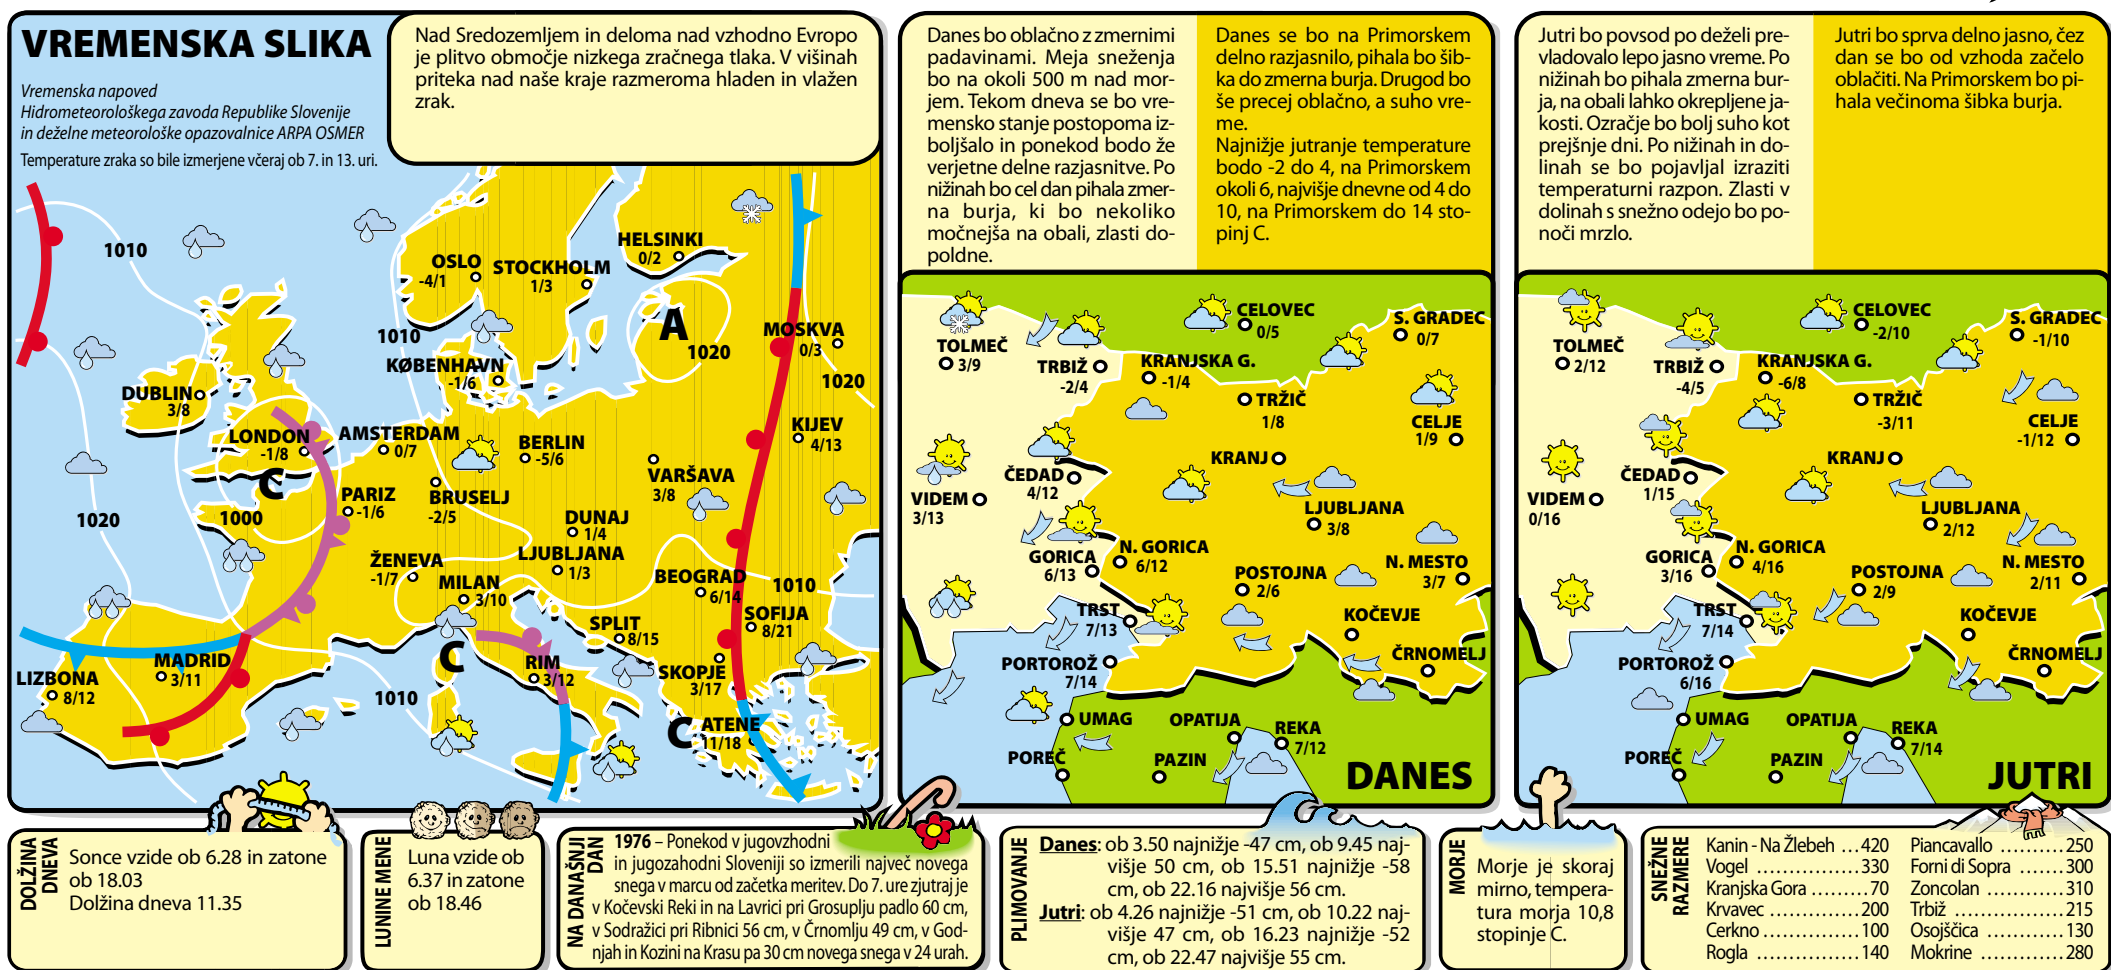 VREMENSKA SLIKA
Vremenska napoved
Hidrometeorološkega zavoda Republike Slovenije
in deželne meteorološke opazovalnice ARPA OSMER
Temperature zraka so bile izmerjene včeraj ob 7. in 13. uri.
Nad Sredozemljem in deloma nad vzhodno Evropo
je plitvo območje nizkega zračnega tlaka. V višinah
priteka nad naše kraje razmeroma hladen in vlažen
zrak.
1010
OSLO
-4/1
STOCKHOLM
1/3
HELSINKI
0/2
1010
A
1020
MOSKVA
0/3
1020
KØBENHAVN
-1/6
DUBLIN
3/8
LONDON
-1/8
AMSTERDAM
0/7
BERLIN
-5/6
KIJEV
4/13
VARŠAVA
3/8
C
PARIZ
-1/6
BRUSELJ
-2/5
1020
1000
DUNAJ
1/4
ŽENEVA
-1/7
LJUBLJANA
1/3
MILAN
3/10
BEOGRAD
6/14
1010
SOFIJA
8/21
SPLIT
8/15
C
RIM
3/12
SKOPJE
3/17
LIZBONA
8/12
MADRID
3/11
1010
C
ATENE
11/18
Danes bo oblačno z zmernimi
padavinami. Meja sneženja
bo na okoli 500 m nad mor-
jem. Tekom dneva se bo vre-
mensko stanje postopoma iz-
boljšalo in ponekod bodo že
verjetne delne razjasnitve. Po
nižinah bo cel dan pihala zmer-
na burja, ki bo nekoliko
močnejša na obali, zlasti do-
poldne.
Danes se bo na Primorskem
delno razjasnilo, pihala bo šib-
ka do zmerna burja. Drugod bo
še precej oblačno, a suho vre-
me.
Najnižje jutranje temperature
bodo -2 do 4, na Primorskem
okoli 6, najvišje dnevne od 4 do
10, na Primorskem do 14 sto-
pinj C.
TOLMEČ
3/9
TRBIŽ
-2/4
CELOVEC
0/5
KRANJSKA G.
-1/4
S. GRADEC
0/7
TRŽIČ
1/8
CELJE
1/9
VIDEM
3/13
ČEDAD
4/12
KRANJ
LJUBLJANA
3/8
GORICA
6/13
N. GORICA
6/12
POSTOJNA
2/6
N. MESTO
3/7
TRST
7/13
KOČEVJE
PORTOROŽ
7/14
ČRNOMELJ
UMAG
OPATIJA
REKA
7/12
POREČ
PAZIN
DANES
Jutri bo povsod po deželi pre-
vladovalo lepo jasno vreme. Po
nižinah bo pihala zmerna bur-
ja, na obali lahko okrepljene ja-
kosti. Ozračje bo bolj suho kot
prejšnje dni. Po nižinah in do-
linah se bo pojavljal izraziti
temperaturni razpon. Zlasti v
dolinah s snežno odejo bo po-
noči mrzlo.
Jutri bo sprva delno jasno, čez
dan se bo od vzhoda začelo
oblačiti. Na Primorskem bo pi-
hala večinoma šibka burja.
TOLMEČ
2/12
TRBIŽ
-4/5
CELOVEC
-2/10
KRANJSKA G.
-6/8
S. GRADEC
-1/10
TRŽIČ
-3/11
CELJE
-1/12
VIDEM
0/16
ČEDAD
1/15
KRANJ
LJUBLJANA
2/12
GORICA
3/16
N. GORICA
4/16
POSTOJNA
2/9
N. MESTO
2/11
TRST
7/14
KOČEVJE
PORTOROŽ
6/16
ČRNOMELJ
UMAG
OPATIJA
REKA
7/14
POREČ
PAZIN
JUTRI
DOLŽINA
DNEVA
Sonce vzide ob 6.28 in zatone
ob 18.03
Dolžina dneva 11.35
LUNINE MENE
Luna vzide ob
6.37 in zatone
ob 18.46
NA DANAŠNJI
DAN
1976 – Ponekod v jugovzhodni
in jugozahodni Sloveniji so izmerili največ novega
snega v marcu od začetka meritev. Do 7. ure zjutraj je
v Kočevski Reki in na Lavrici pri Grosuplju padlo 60 cm,
v Sodražici pri Ribnici 56 cm, v Črnomlju 49 cm, v God-
njah in Kozini na Krasu pa 30 cm novega snega v 24 urah.
PLIMOVANJE
Danes: ob 3.50 najnižje -47 cm, ob 9.45 naj-
višje 50 cm, ob 15.51 najnižje -58
cm, ob 22.16 najvišje 56 cm.
Jutri: ob 4.26 najnižje -51 cm, ob 10.22 naj-
višje 47 cm, ob 16.23 najnižje -52
cm, ob 22.47 najvišje 55 cm.
MORJE
Morje je skoraj
mirno, tempera-
tura morja 10,8
stopinje C.
SNEŽNE
RAZMERE
Kanin - Na Žlebeh ...420
Vogel ....................330
Kranjska Gora .........70
Krvavec .................200
Cerkno ..................100
Rogla ....................140
Piancavallo ..........250
Forni di Sopra .......300
Zoncolan .............310
Trbiž ...................215
Osojščica .............130
Mokrine ..............280